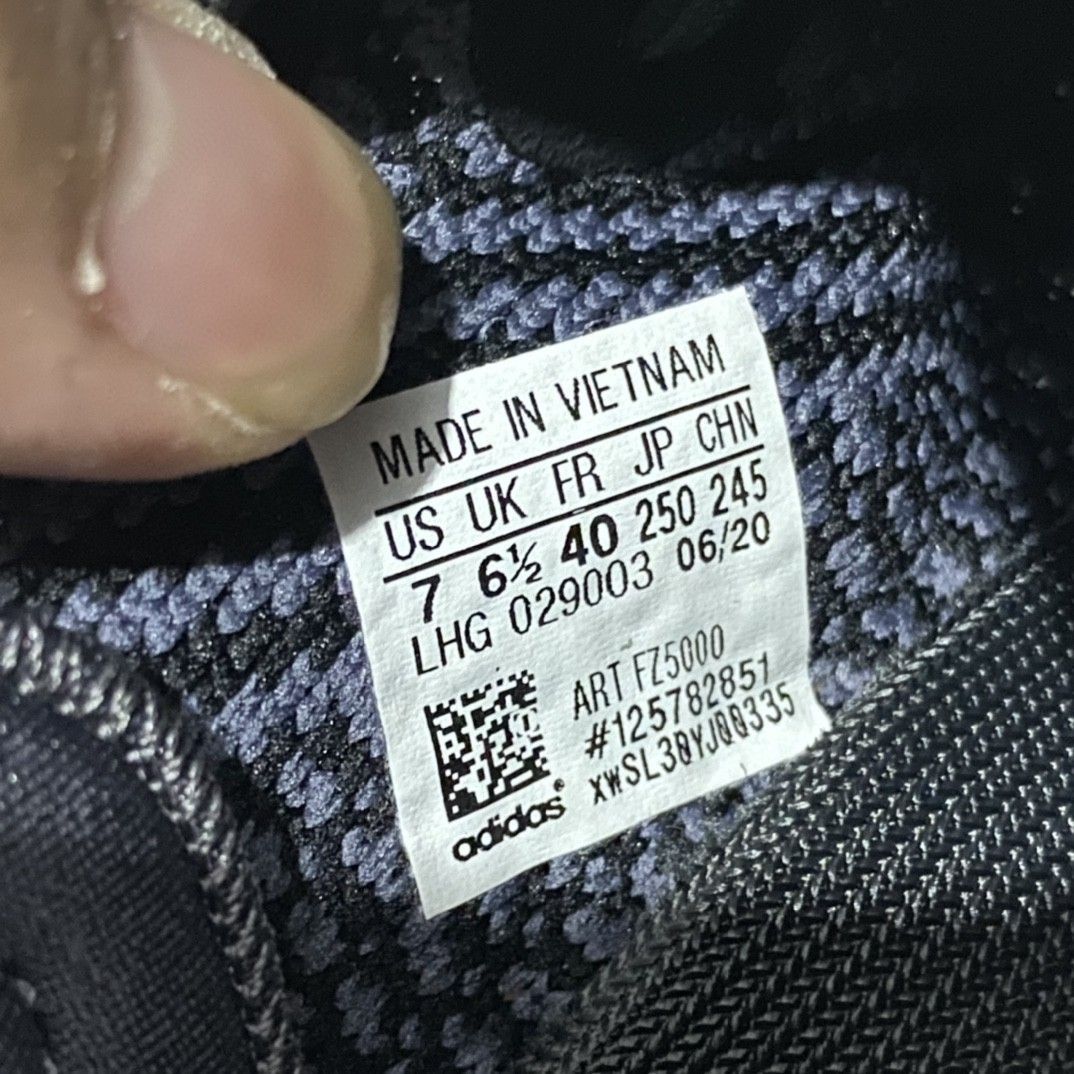 MADE IN VIETNAM
US UK FR JP CHN
7 6½ 40 250 245
LHG 029003 06/20
ART FZ5000
#125782851
xwSL3QYJQQ335
adidas®